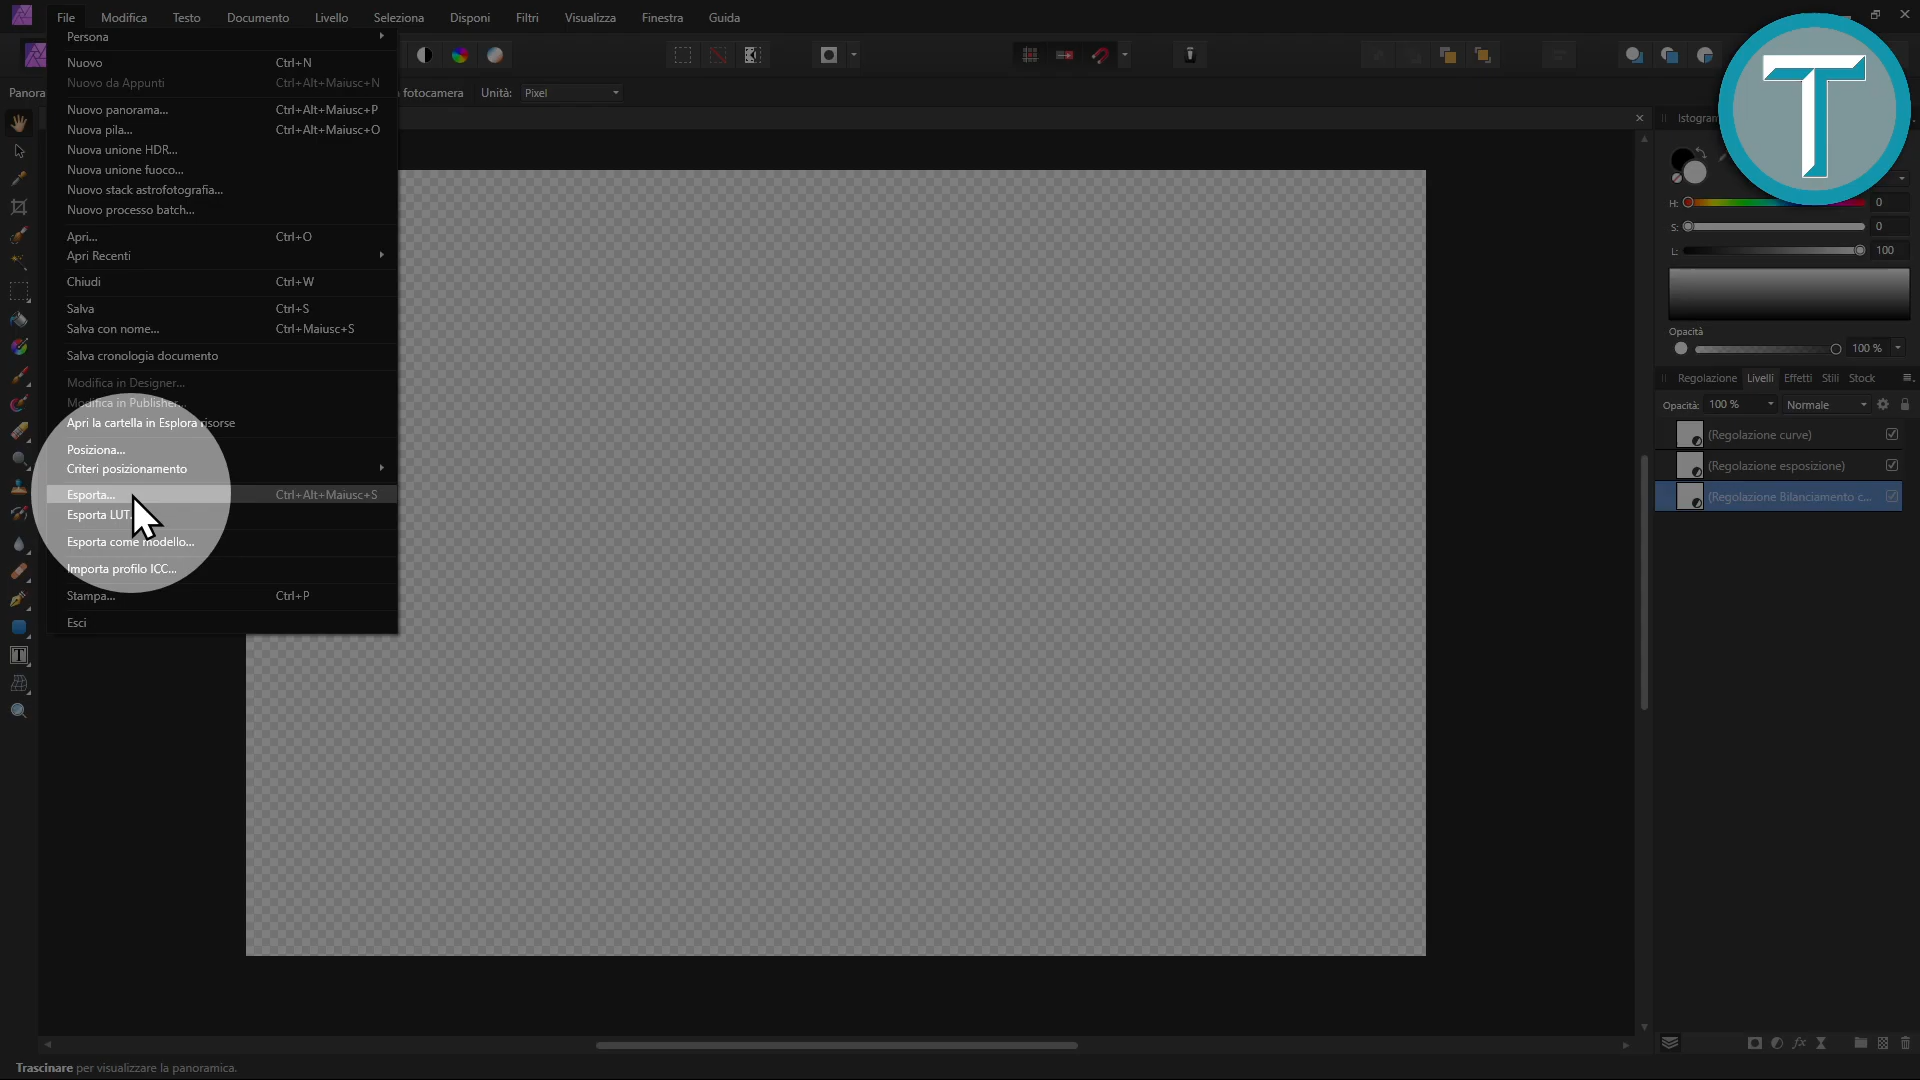 File Modifica Testo Documento Livello Seleziona Disponi Filtri Visualizza Finestra Guida
Persona
Nuovo Ctrl+N
Nuovo da Appunti Ctrl+Alt+Maiusc+N
Nuovo panorama... Ctrl+Alt+Maiusc+P
Nuova pila... Ctrl+Alt+Maiusc+O
Nuova unione HDR...
Nuova unione fuoco...
Nuovo stack astrofotografia...
Nuovo processo batch...
Apri... Ctrl+O
Apri Recenti
Chiudi Ctrl+W
Salva Ctrl+S
Salva con nome... Ctrl+Maiusc+S
Salva cronologia documento
Modifica in Designer...
Modifica in Publisher...
Apri la cartella in Esplora risorse
Posiziona...
Criteri posizionamento
Esporta... Ctrl+Alt+Maiusc+S
Esporta LUT.
Esporta come modello...
Importa profilo ICC...
Stampa... Ctrl+P
Esci
Panora
fotocamera Unità: Pixel
T
Istogram
H: 0
S: 0
L: 100
Opacità
100 %
Regolazione Livelli Effetti Stili Stock
Opacità: 100 % Normale
(Regolazione curve)
(Regolazione esposizione)
(Regolazione Bilanciamento c...
fx
Trascinare per visualizzare la panoramica.